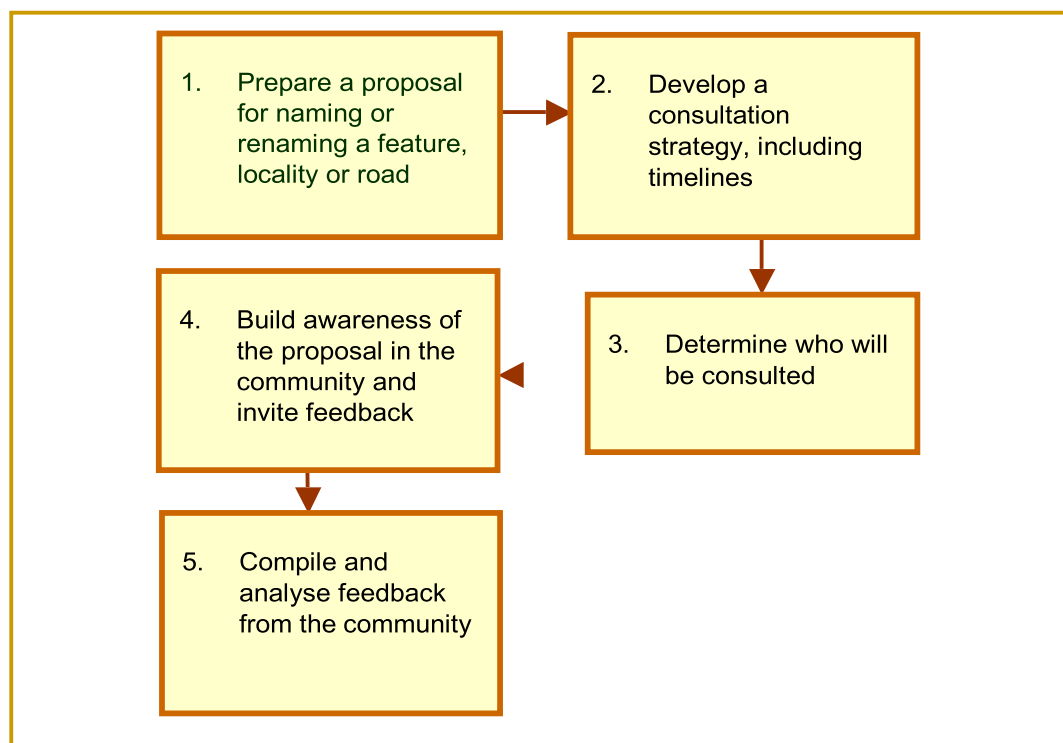 1. Prepare a proposal
for naming or
renaming a feature,
locality or road
2. Develop a
consultation
strategy, including
timelines
3. Determine who will
be consulted
4. Build awareness of
the proposal in the
community and
invite feedback
5. Compile and
analyse feedback
from the community